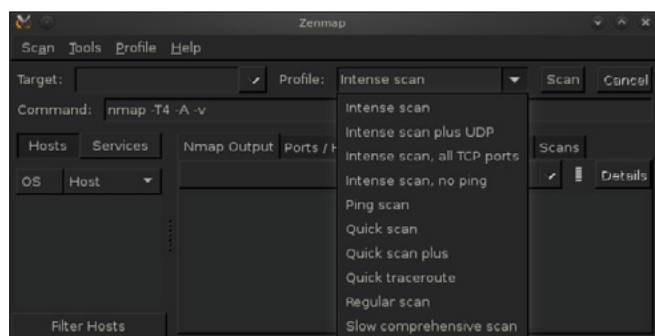 Zenmap
Scan Tools Profile Help
Target: Profile: Intense scan Scan Cancel
Command: nmap -T4 -A -v
Hosts Services Nmap Output Ports / H Scans
OS Host Details
Intense scan
Intense scan plus UDP
Intense scan, all TCP ports
Intense scan, no ping
Ping scan
Quick scan
Quick scan plus
Quick traceroute
Regular scan
Slow comprehensive scan
Filter Hosts